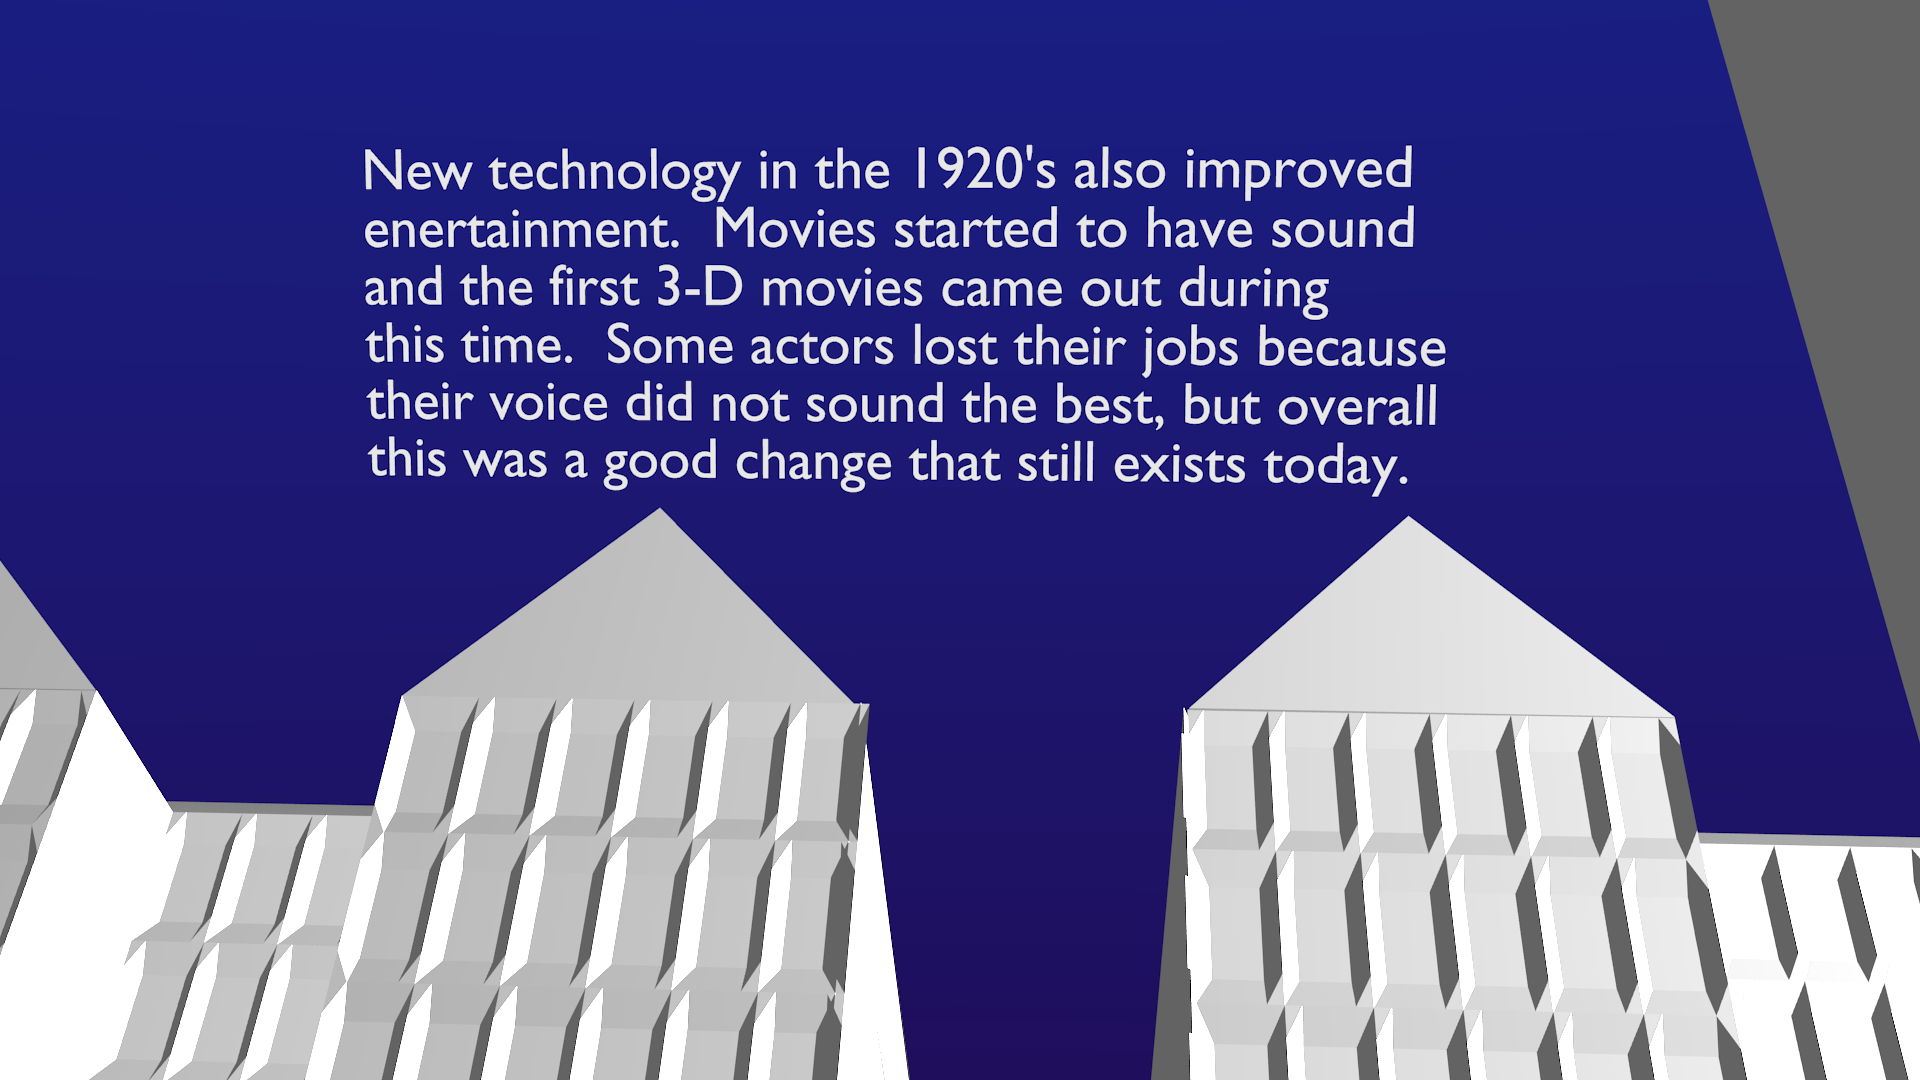 New technology in the 1920's also improved
enertainment.  Movies started to have sound
and the first 3-D movies came out during
this time.  Some actors lost their jobs because
their voice did not sound the best, but overall
this was a good change that still exists today.